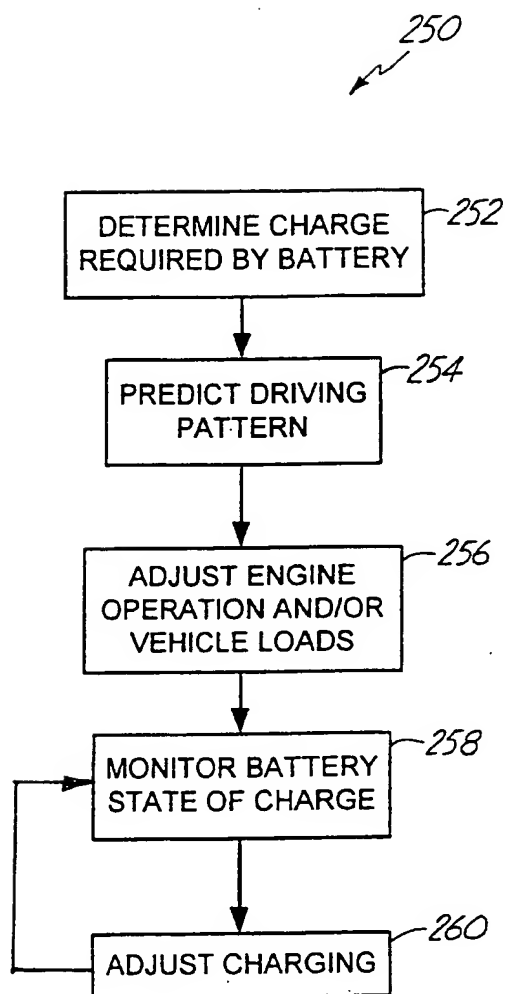 250
DETERMINE CHARGE
REQUIRED BY BATTERY
252
PREDICT DRIVING
PATTERN
254
ADJUST ENGINE
OPERATION AND/OR
VEHICLE LOADS
256
MONITOR BATTERY
STATE OF CHARGE
258
ADJUST CHARGING
260